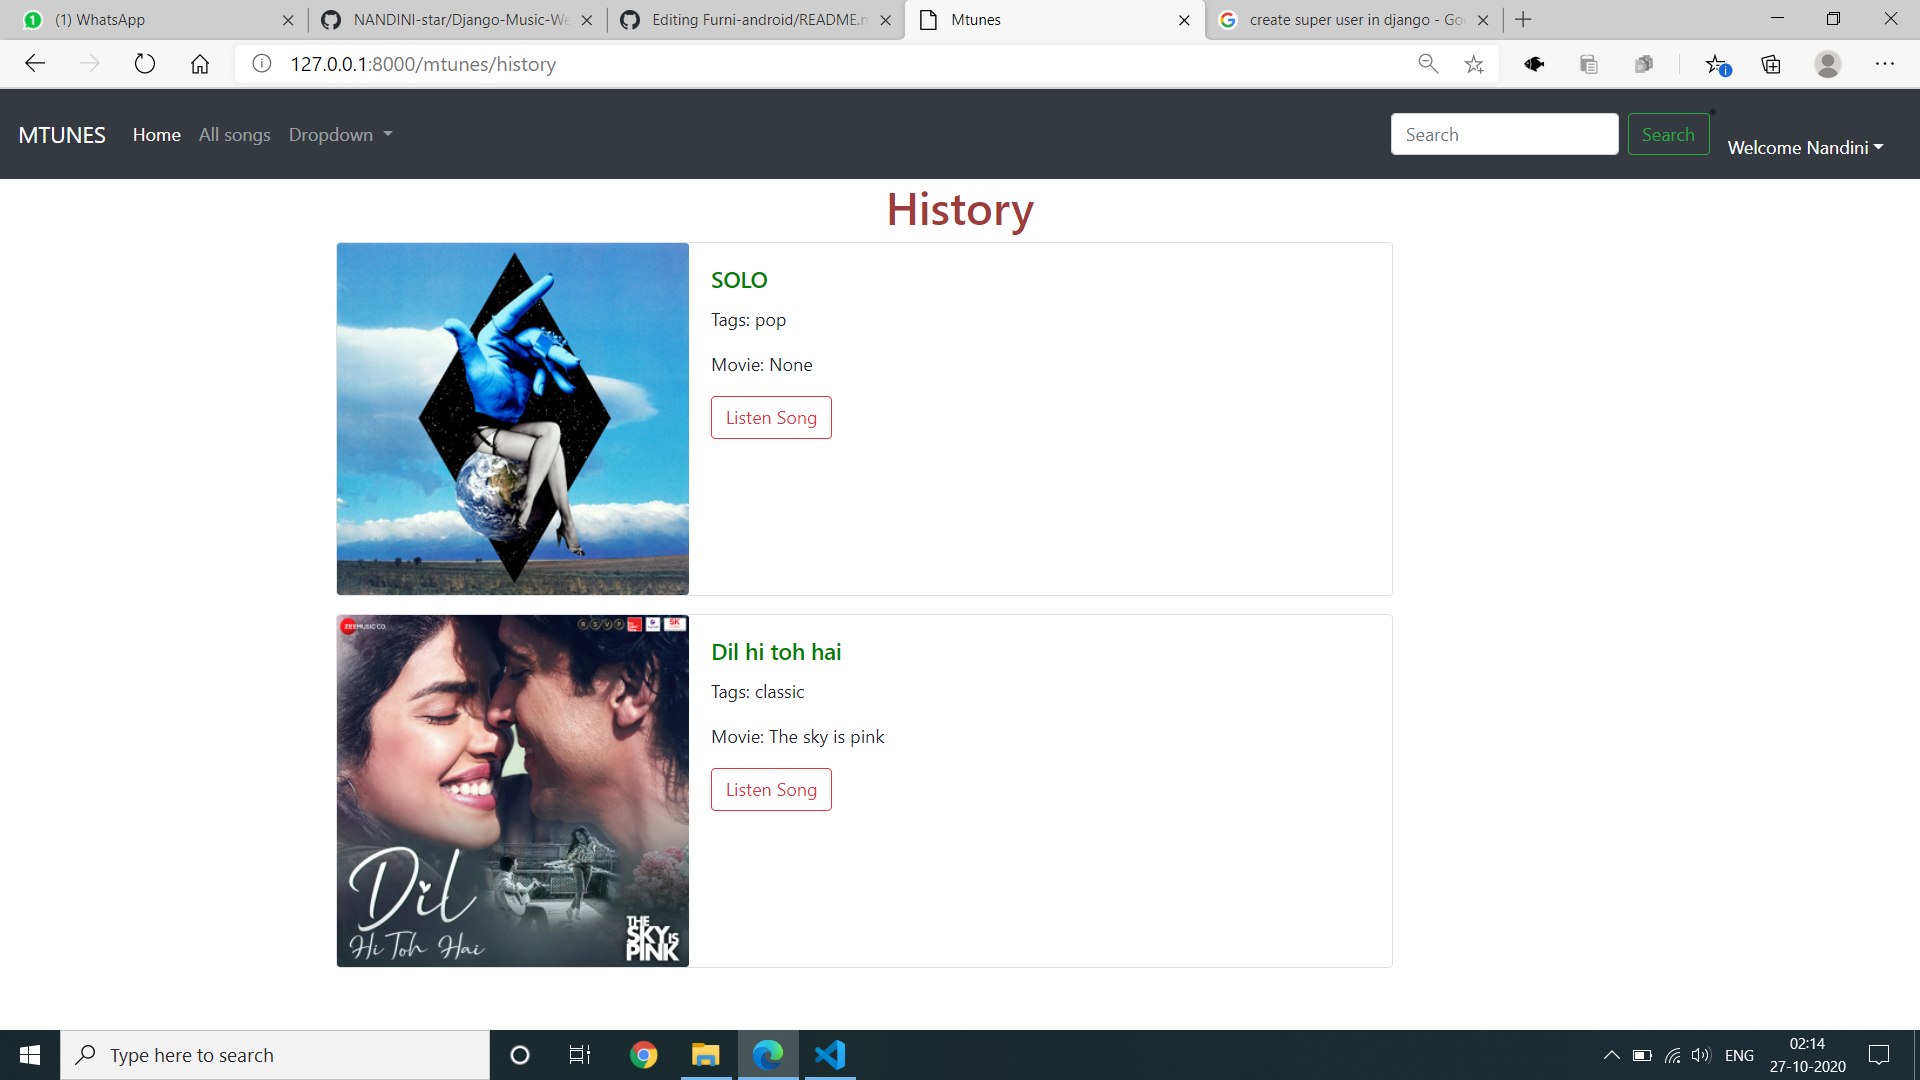 (1) WhatsApp
NANDINI-star/Django-Music-We
Editing Furni-android/README.m
Mtunes
create super user in django - Go
127.0.0.1:8000/mtunes/history
MTUNES
Home
All songs
Dropdown
Search
Search
Welcome Nandini
History
SOLO
Tags: pop
Movie: None
Listen Song
ZEE MUSIC CO.
R S V P
SK
Dil
Hi Toh Hai
THE
SKY IS
PINK
Dil hi toh hai
Tags: classic
Movie: The sky is pink
Listen Song
Type here to search
ENG
02:14
27-10-2020